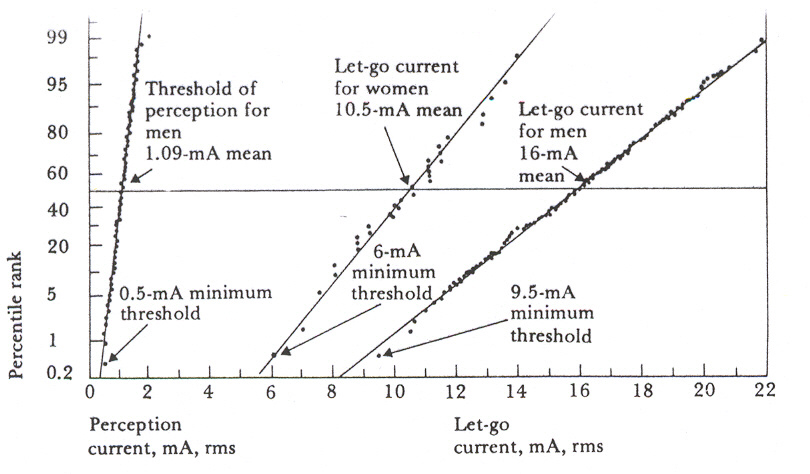 99
95
80
60
40
20
5
1
0.2
Percentile rank
Threshold of
perception for
men
1.09-mA mean
Let-go current
for women
10.5-mA mean
Let-go current
for men
16-mA
mean
0.5-mA minimum
threshold
6-mA
minimum
threshold
9.5-mA
minimum
threshold
0 2 4 6 8 10 12 14 16 18 20 22
Perception
current, mA, rms
Let-go
current, mA, rms